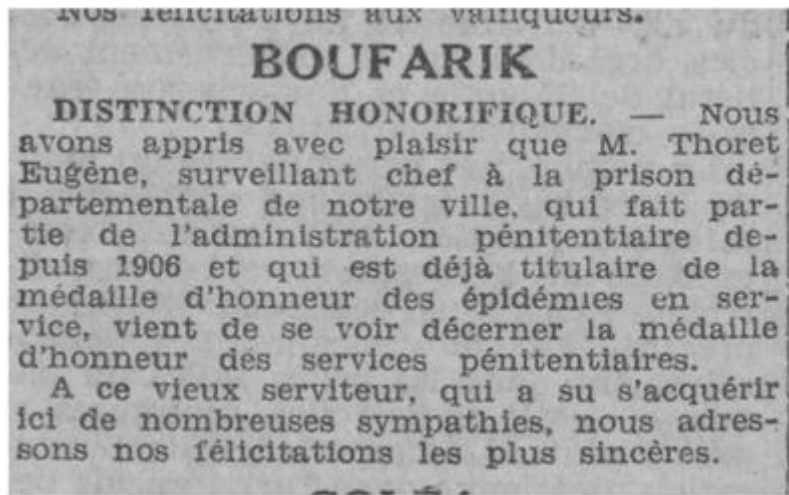 Nos félicitations aux vainqueurs.
BOUFARIK
DISTINCTION HONORIFIQUE. — Nous
avons appris avec plaisir que M. Thoret
Eugène, surveillant chef à la prison dé-
partementale de notre ville, qui fait par-
tie de l'administration pénitentiaire de-
puis 1906 et qui est déjà titulaire de la
médaille d'honneur des épidémies en ser-
vice, vient de se voir décerner la médaille
d'honneur des services pénitentiaires.
A ce vieux serviteur, qui a su s'acquérir
ici de nombreuses sympathies, nous adres-
sons nos félicitations les plus sincères.